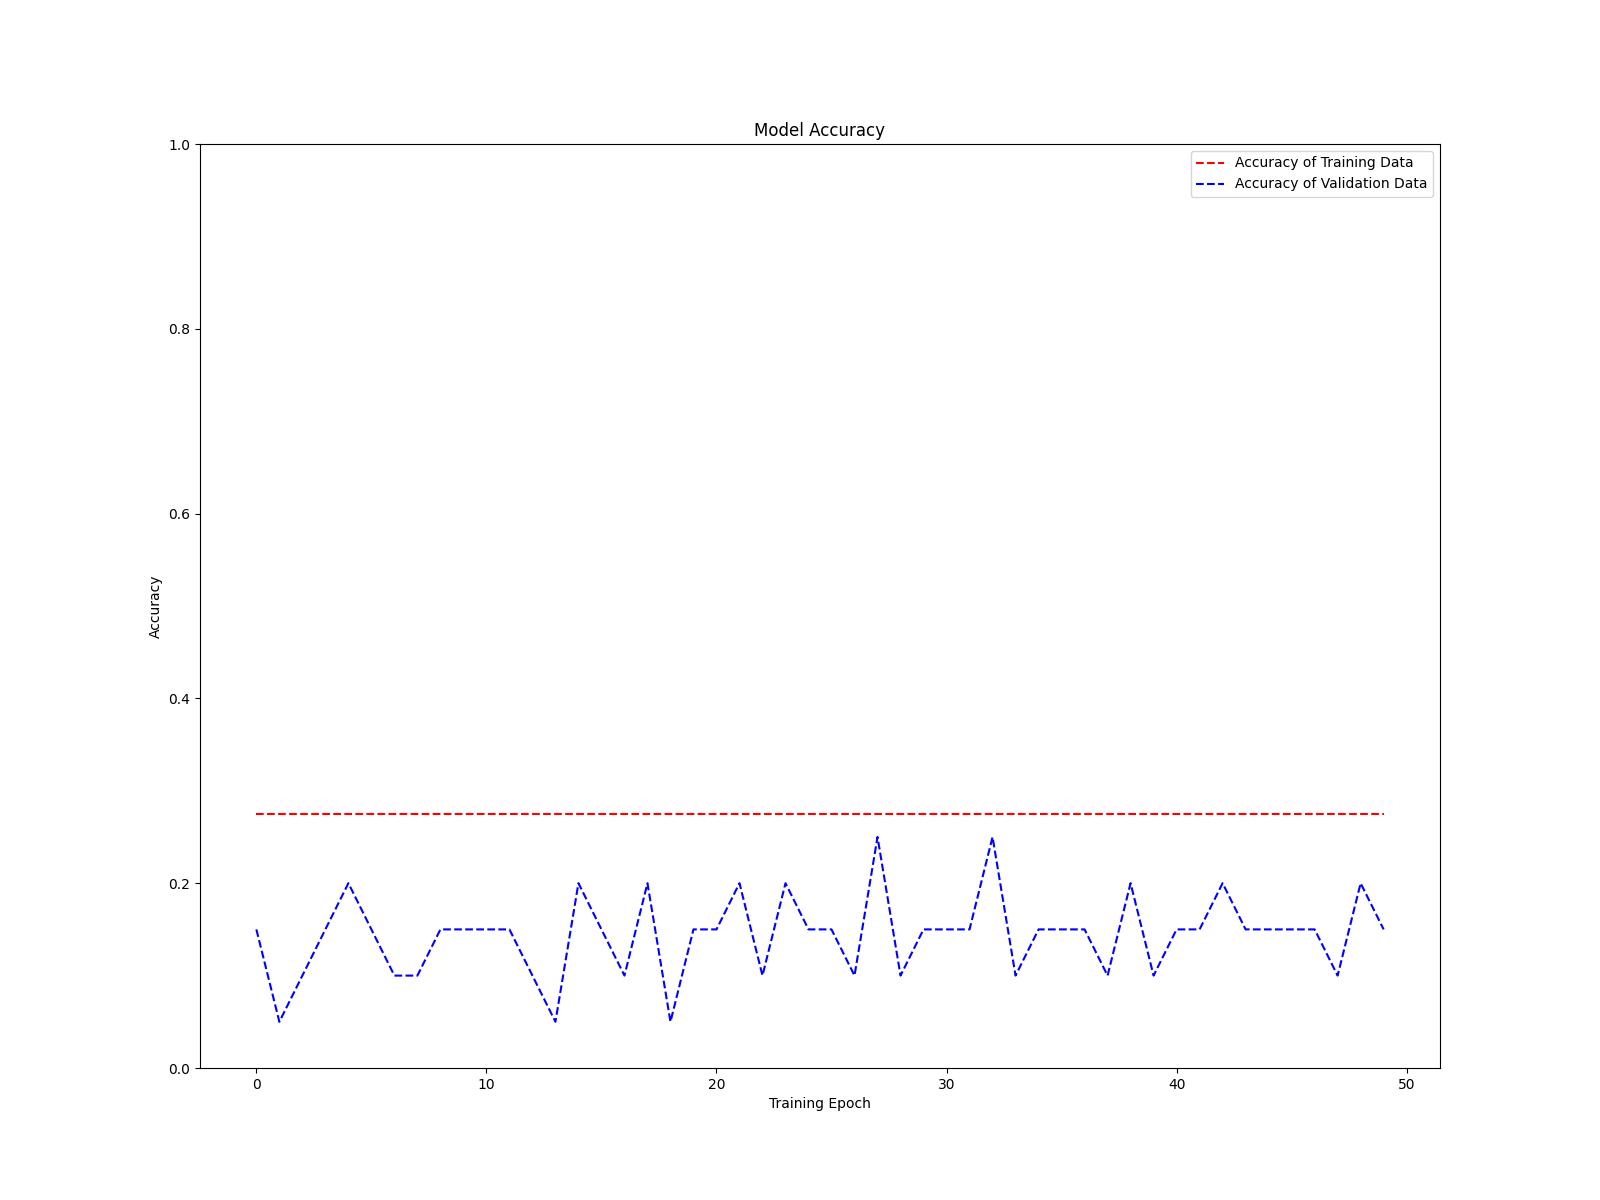 Model Accuracy
Accuracy of Training Data
Accuracy of Validation Data
1.0
0.8
0.6
0.4
0.2
0.0
Accuracy
0 10 20 30 40 50
Training Epoch